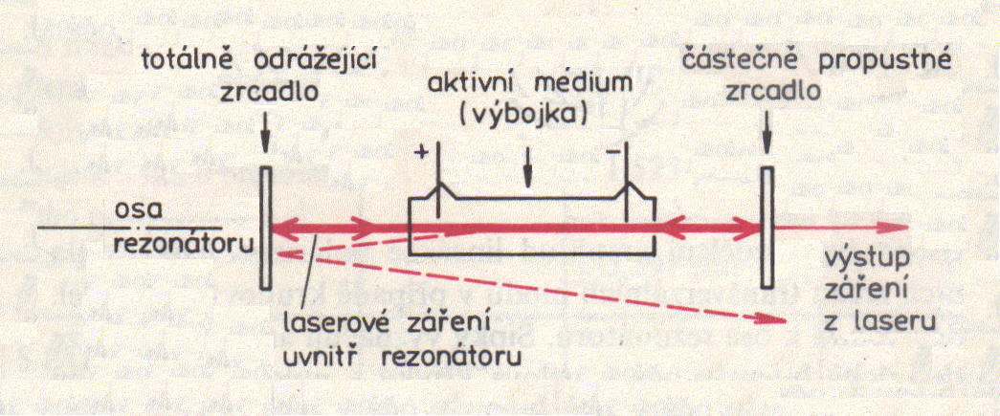 totálně odrážející
zrcadlo
aktivní médium
(výbojka)
částečně propustné
zrcadlo
+
−
osa
rezonátoru
laserové záření
uvnitř rezonátoru
výstup
záření
z laseru